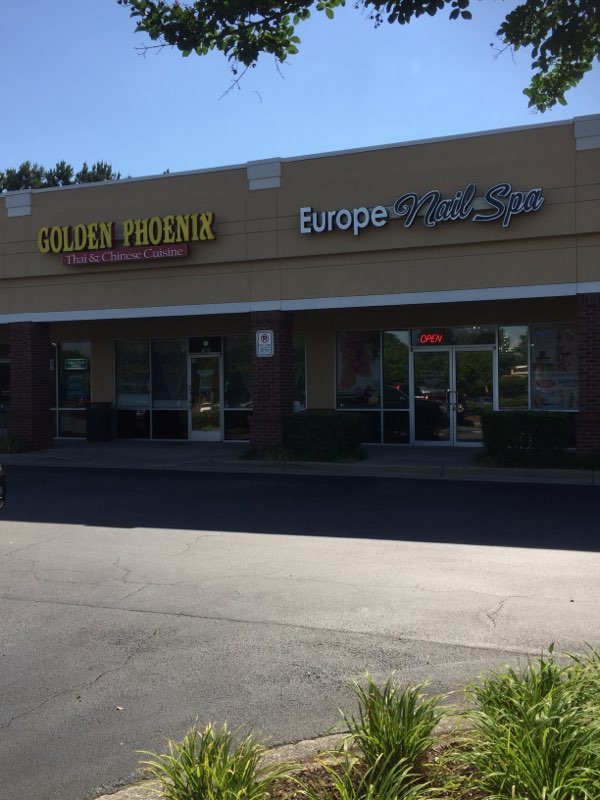 GOLDEN PHOENIX
Thai & Chinese Cuisine
Europe Nail Spa
OPEN